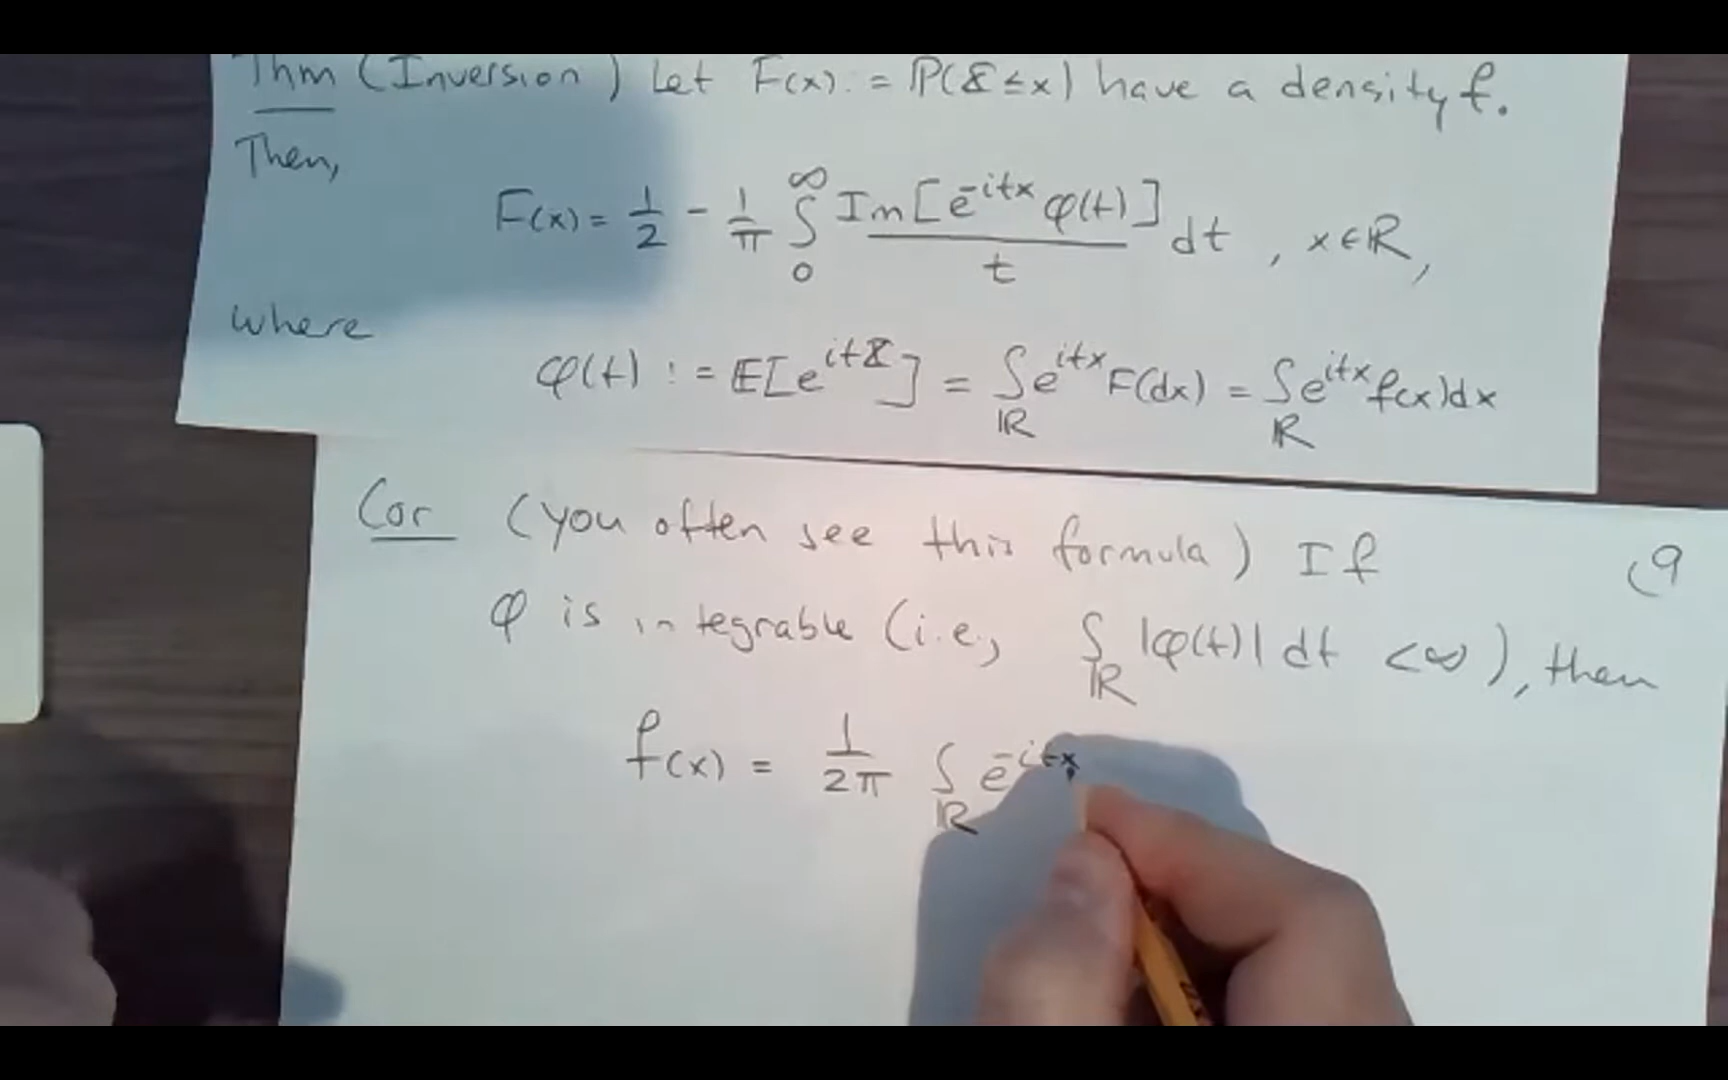 Thm (Inversion) Let F(x) := ℙ(X ≤ x) have a density f.
Then,
F(x) = 1/2 - 1/π ∫_0^∞ Im[e^{-itx} φ(t)]/t dt, x ∈ ℝ,
where
φ(t) := E[e^{itX}] = ∫_ℝ e^{itx} F(dx) = ∫_ℝ e^{itx} f(x)dx
Cor (you often see this formula) If
9
φ is integrable (i.e., ∫_ℝ |φ(t)| dt < ∞), then
f(x) = 1/2π ∫_ℝ e^{-itx}